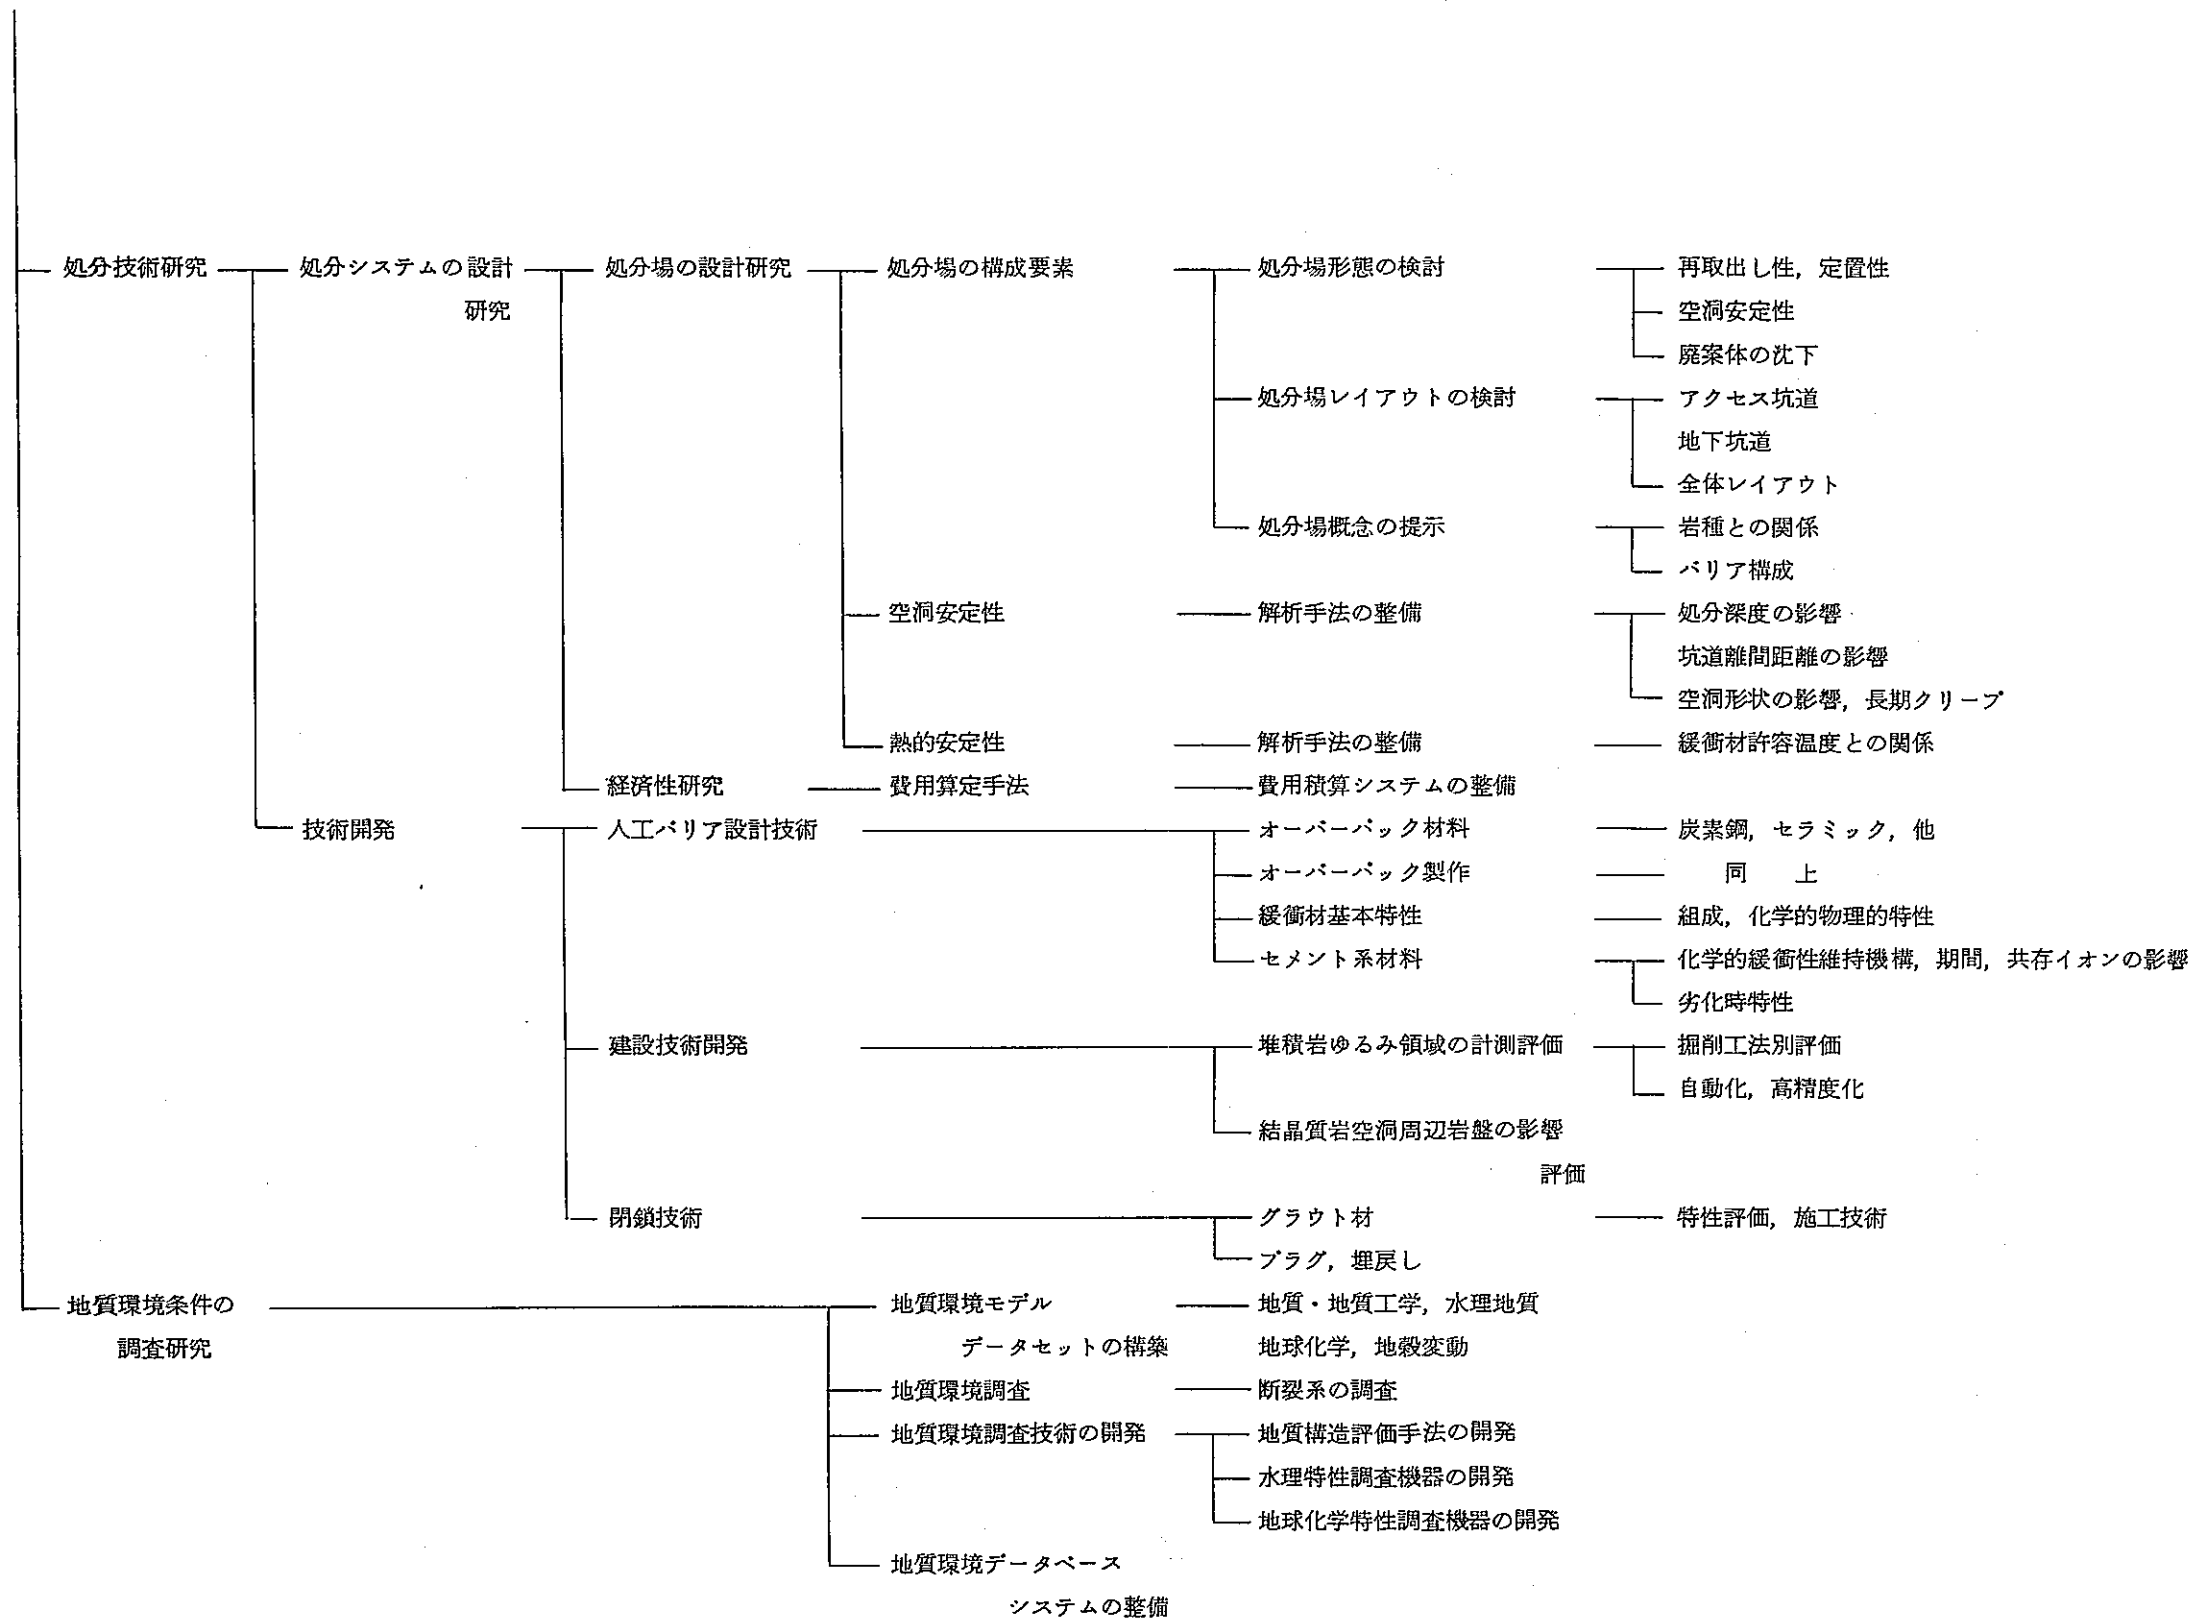 処分技術研究 処分システムの設計 処分場の設計研究 処分場の構成要素 処分場形態の検討 再取出し性，定置性
研究 空洞安定性
廃案体の沈下
処分場レイアウトの検討 アクセス坑道
地下坑道
全体レイアウト
処分場概念の提示 岩種との関係
バリア構成
空洞安定性 解析手法の整備 処分深度の影響
坑道離間距離の影響
空洞形状の影響，長期クリープ
熱的安定性 解析手法の整備 緩衝材許容温度との関係
経済性研究 費用算定手法 費用積算システムの整備
技術開発 人工バリア設計技術 オーバーパック材料 炭素鋼，セラミック，他
オーバーパック製作 同　上
緩衝材基本特性 組成，化学的物理的特性
セメント系材料 化学的緩衝性維持機構，期間，共存イオンの影響
劣化時特性
建設技術開発 堆積岩ゆるみ領域の計測評価 掘削工法別評価
自動化，高精度化
結晶質岩空洞周辺岩盤の影響
評価
閉鎖技術 グラウト材 特性評価，施工技術
プラグ，埋戻し
地質環境条件の 地質環境モデル 地質・地質工学，水理地質
調査研究 データセットの構築 地球化学，地殻変動
地質環境調査 断裂系の調査
地質環境調査技術の開発 地質構造評価手法の開発
水理特性調査機器の開発
地球化学特性調査機器の開発
地質環境データベース
システムの整備